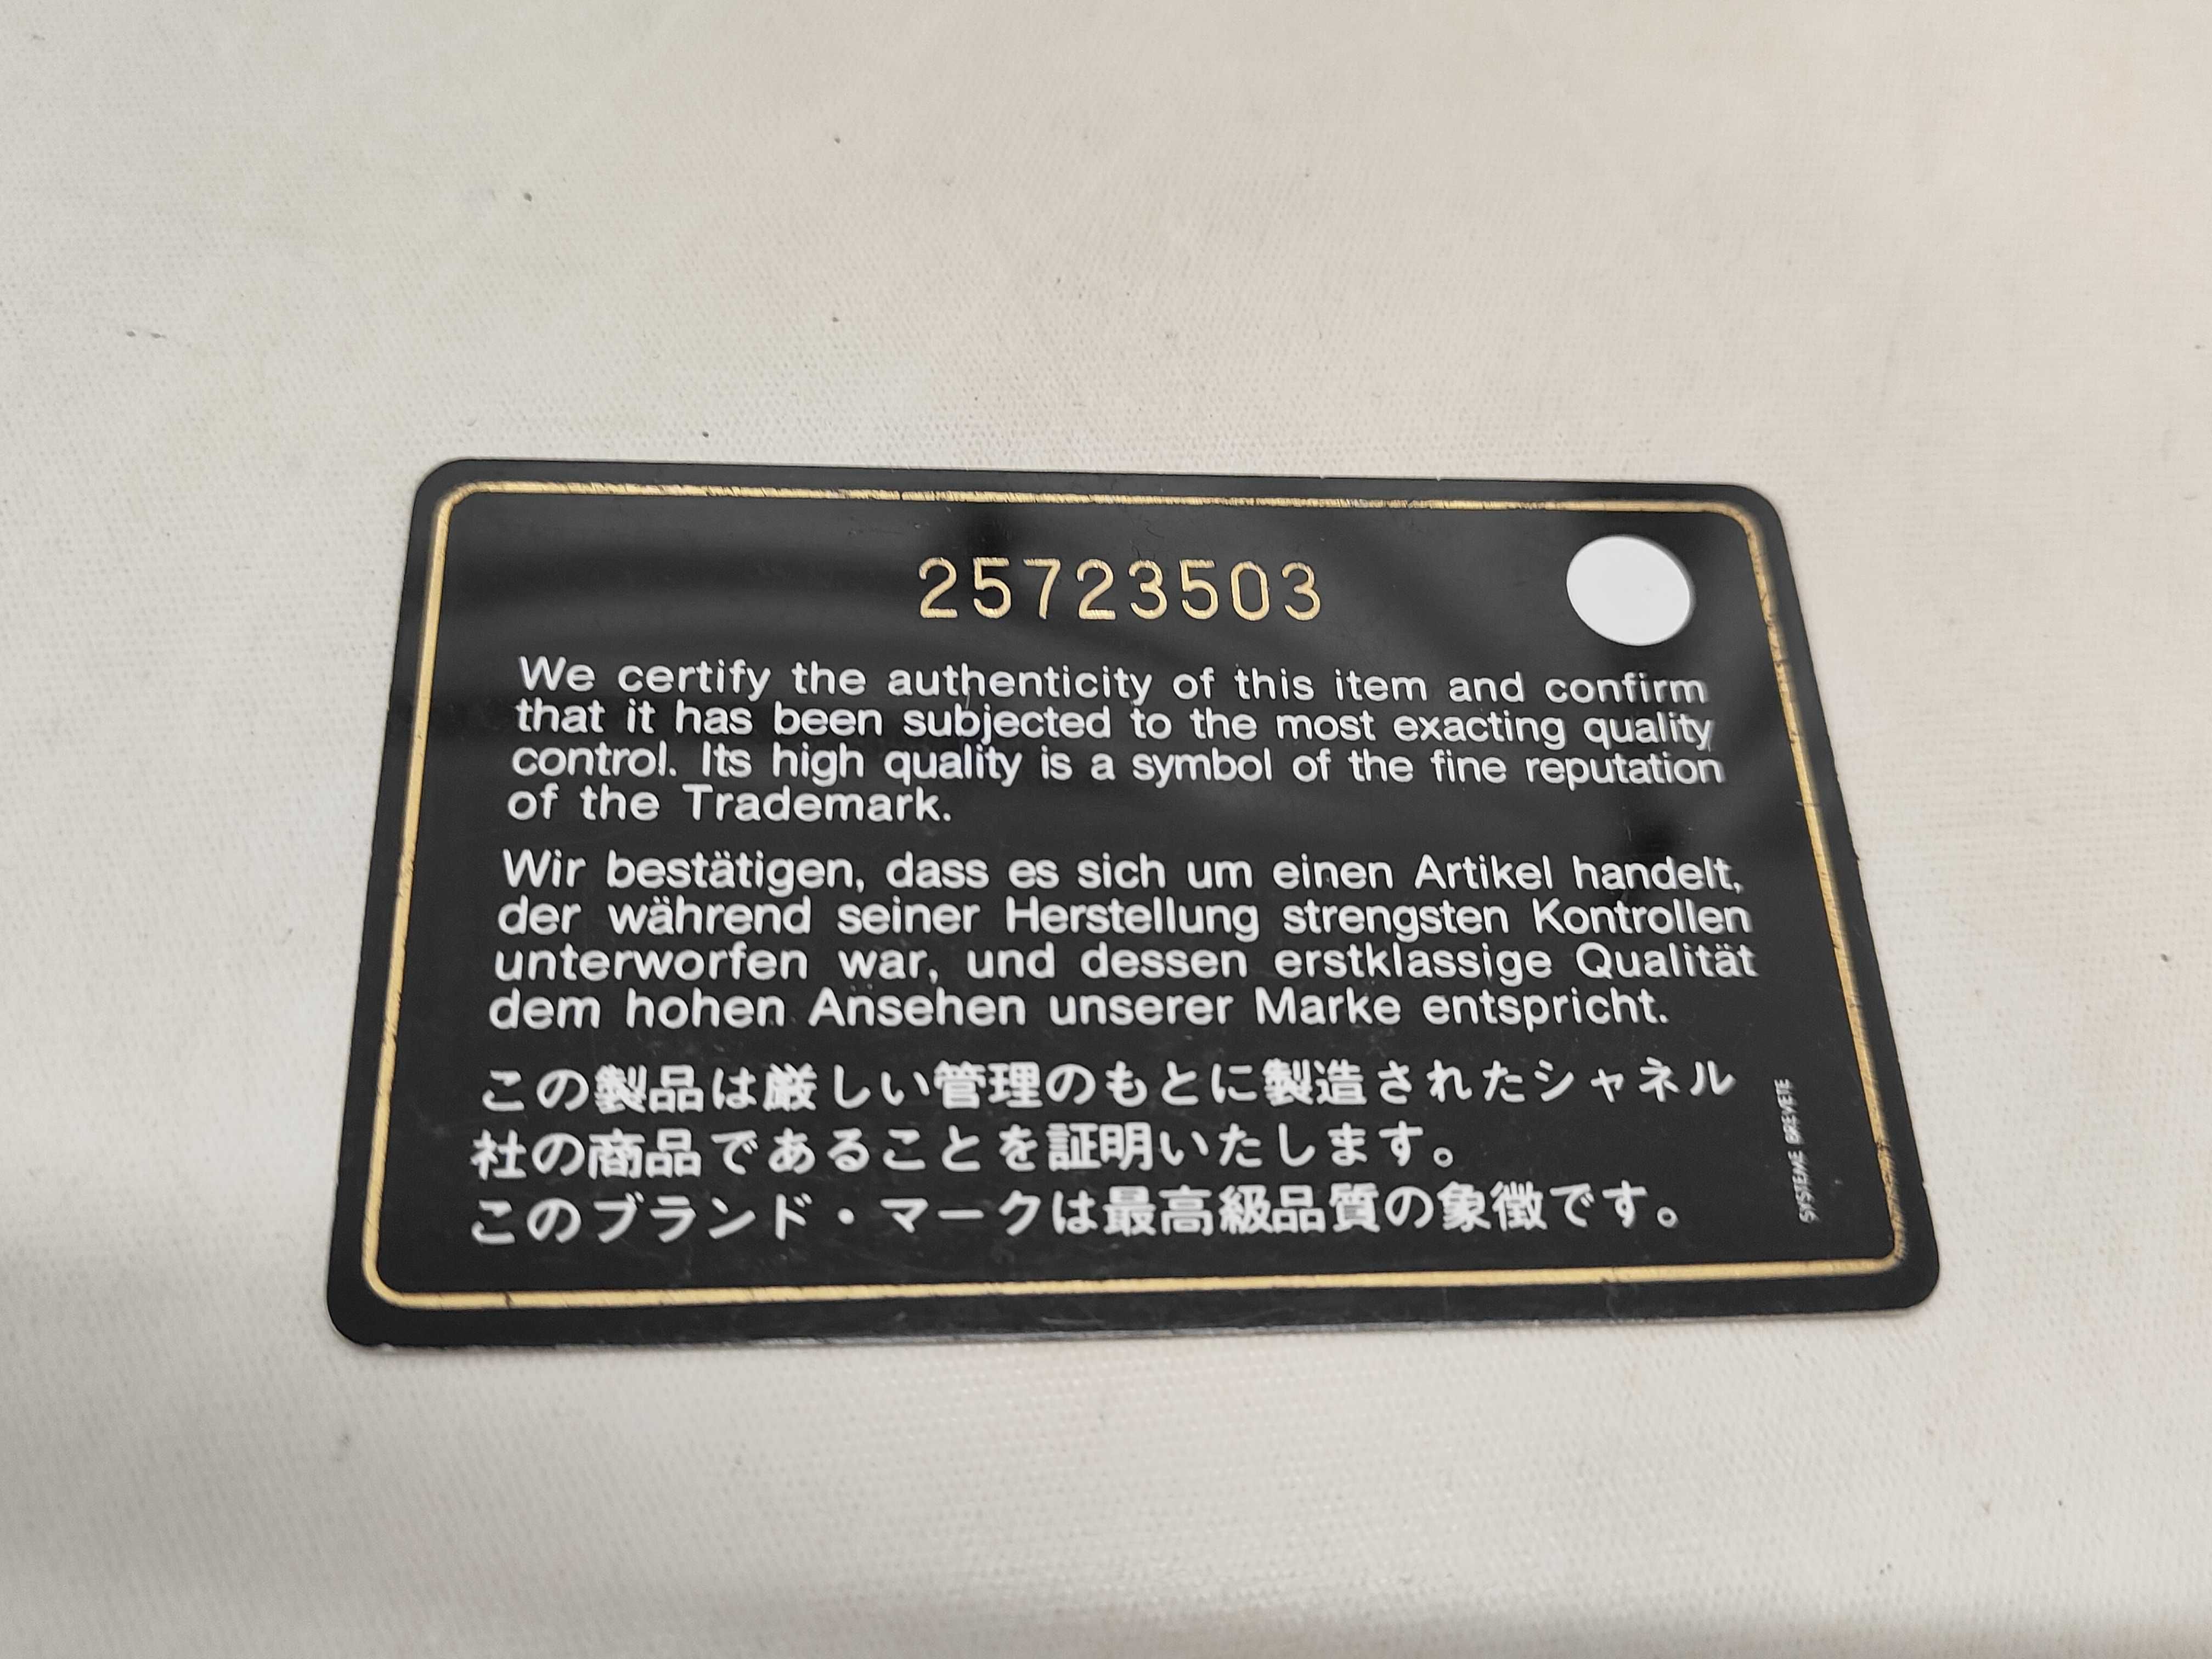 25723503
We certify the authenticity of this item and confirm
that it has been subjected to the most exacting quality
control. Its high quality is a symbol of the fine reputation
of the Trademark.
Wir bestätigen, dass es sich um einen Artikel handelt,
der während seiner Herstellung strengsten Kontrollen
unterworfen war, und dessen erstklassige Qualität
dem hohen Ansehen unserer Marke entspricht.
この製品は厳しい管理のもとに製造されたシャネル
社の商品であることを証明いたします。
このブランド・マークは最高級品質の象徴です。
SYSTEME BREVETE